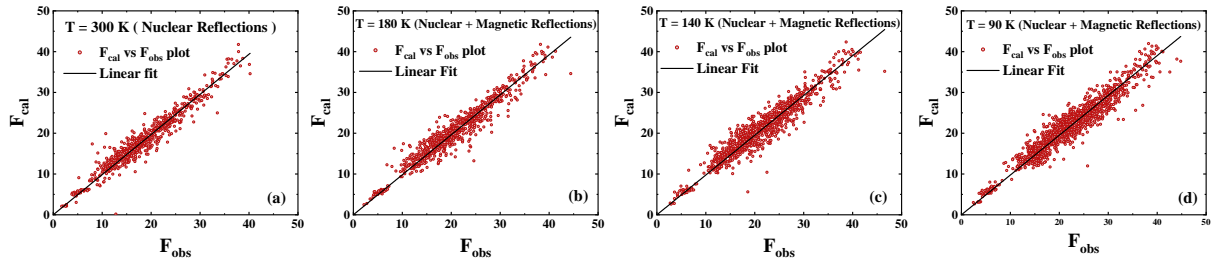 T = 300 K ( Nuclear Reflections )
F_cal vs F_obs plot
Linear fit
(a)
F_cal
F_obs
0 10 20 30 40 50
0 10 20 30 40 50
T = 180 K (Nuclear + Magnetic Reflections)
F_cal vs F_obs plot
Linear Fit
(b)
F_cal
F_obs
0 10 20 30 40 50
0 10 20 30 40 50
T = 140 K (Nuclear + Magnetic Reflections)
F_cal vs F_obs plot
Linear Fit
(c)
F_cal
F_obs
0 10 20 30 40 50
0 10 20 30 40 50
T = 90 K (Nuclear + Magnetic Reflections)
F_cal vs F_obs plot
Linear Fit
(d)
F_cal
F_obs
0 10 20 30 40 50
0 10 20 30 40 50